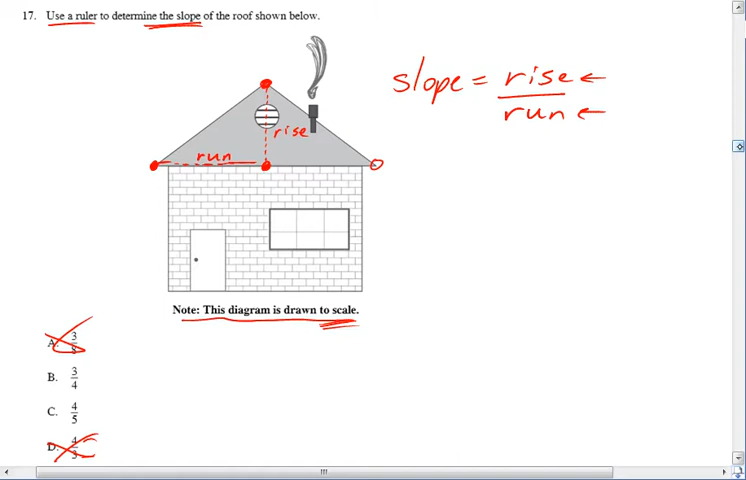 17. Use a ruler to determine the slope of the roof shown below.
slope = rise ←
run ←
rise
run
Note: This diagram is drawn to scale.
A. 3/8
B. 3/4
C. 4/5
D. 4/3